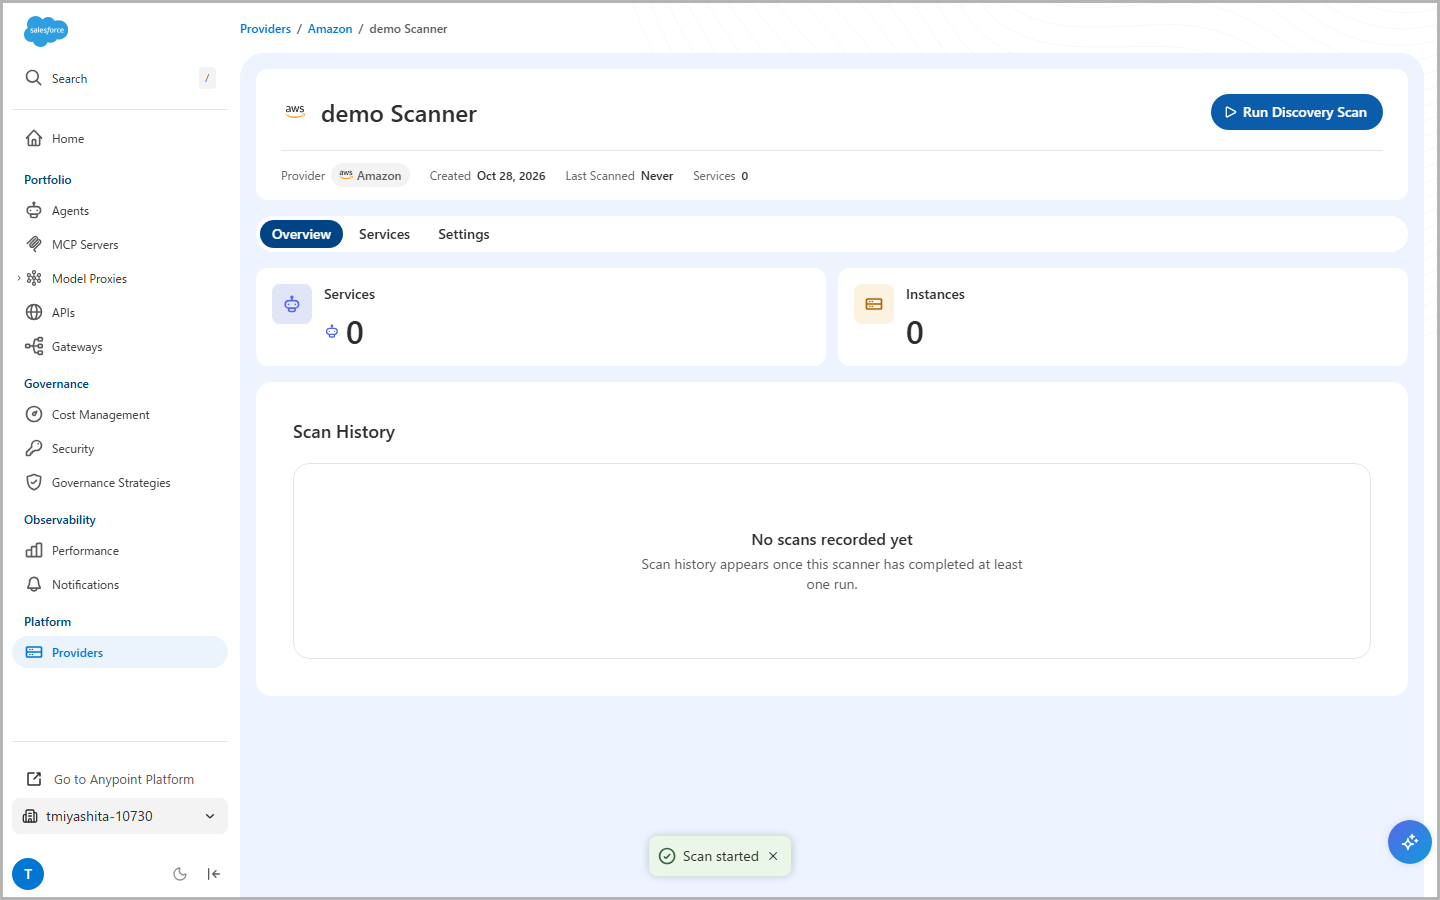 salesforce
Providers / Amazon / demo Scanner
Search /
Home
Portfolio
Agents
MCP Servers
Model Proxies
APIs
Gateways
Governance
Cost Management
Security
Governance Strategies
Observability
Performance
Notifications
Platform
Providers
Go to Anypoint Platform
tmiyashita-10730
T
aws demo Scanner
Run Discovery Scan
Provider aws Amazon Created Oct 28, 2026 Last Scanned Never Services 0
Overview Services Settings
Services
0
Instances
0
Scan History
No scans recorded yet
Scan history appears once this scanner has completed at least
one run.
Scan started